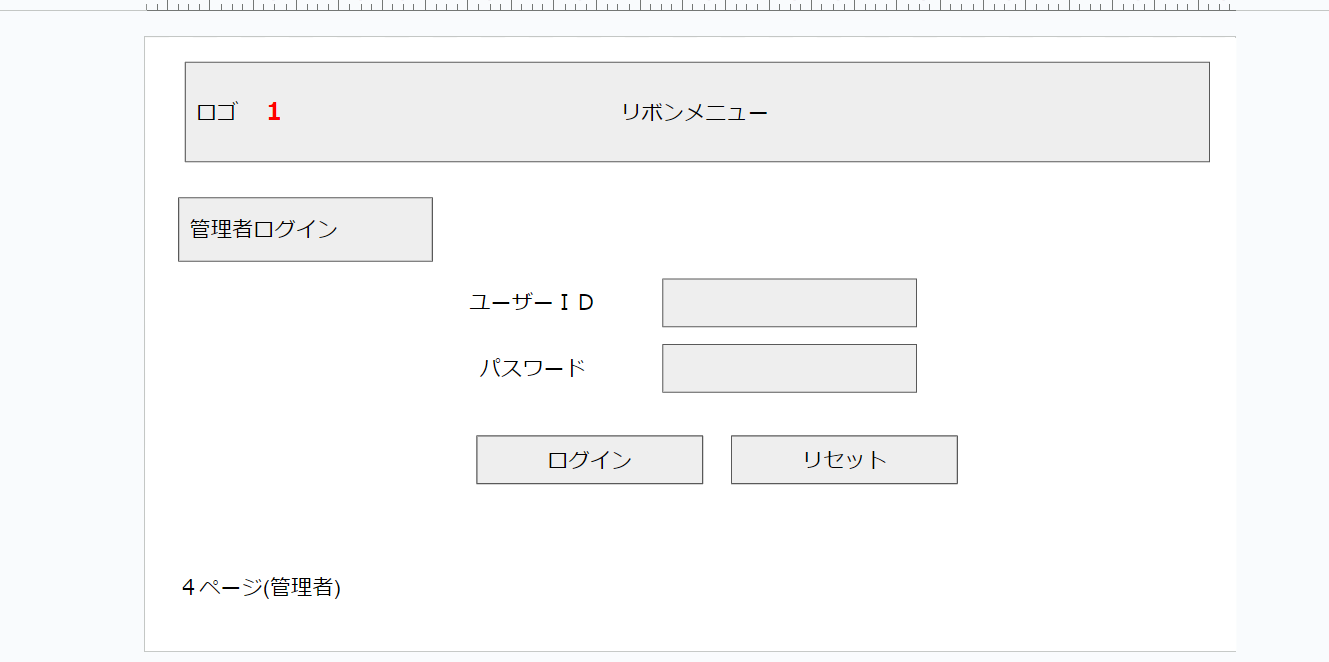 ロゴ 1 リボンメニュー
管理者ログイン
ユーザーＩＤ
パスワード
ログイン リセット
４ページ(管理者)